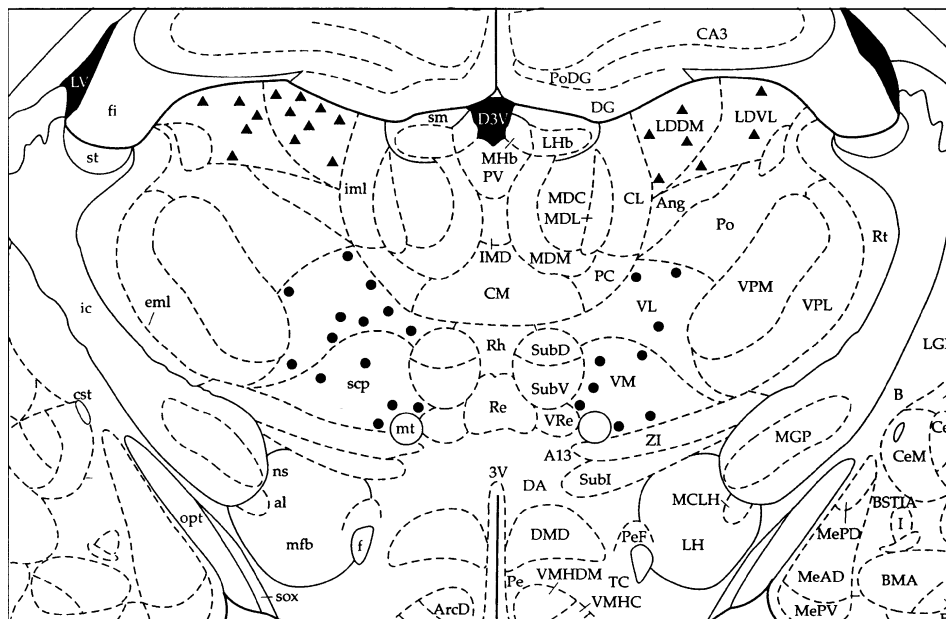 CA3
PoDG
LV
DG
fi
D3V
sm
LDDM
LDVL
LHb
st
MHb
PV
iml
MDC
CL
Ang
MDL
Po
Rt
IMD
MDM
PC
CM
VPM
eml
ic
VL
VPL
Rh
SubD
LGP
scp
SubV
VM
cst
B
Re
VRe
mt
ZI
MGP
CeM
A13
ns
3V
DA
SubI
al
MCLH
BSTIA
opt
I
DMD
PeF
MePD
mfb
f
LH
Pe
VMHDM
TC
MeAD
BMA
sox
VMHC
ArcD
MePV